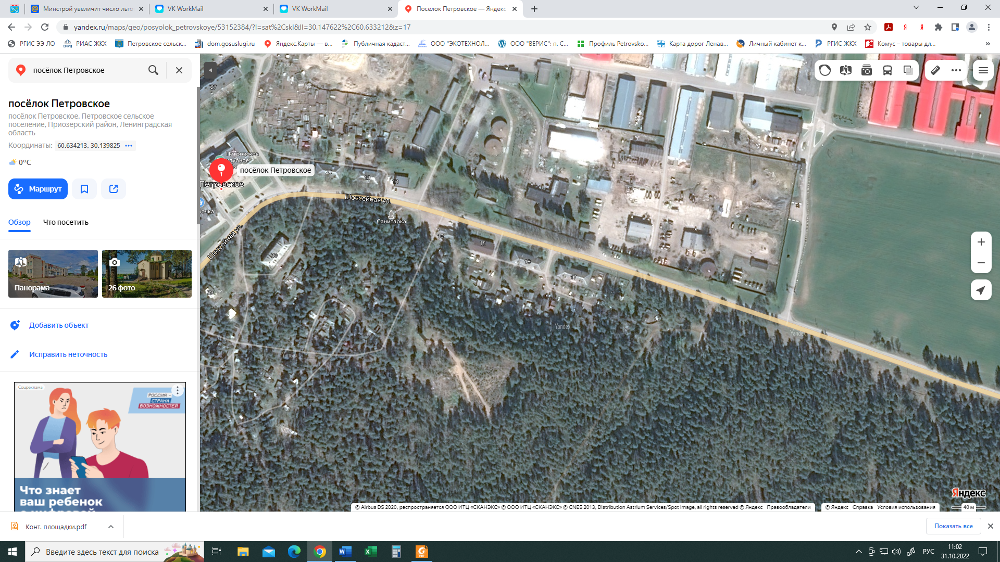 Минстрой увеличит число льго
VK WorkMail
VK WorkMail
Посёлок Петровское — Яндекс
yandex.ru/maps/geo/posyolok_petrovskoye/53152384/?l=sat%2Cskl&ll=30.147622%2C60.633212&z=17
РГИС ЭЭ ЛО
РИАС ЖКХ
Петровское сельск...
dom.gosuslugi.ru
Яндекс.Карты — в...
Публичная кадаст...
ООО "ЭКОТЕХНОЛ...
ООО "ВЕРИС": п. С...
Профиль Petrovsko...
Карта дорог Ленав...
Личный кабинет к...
РГИС ЖКХ
Комус – товары дл...
»
посёлок Петровское
посёлок Петровское
посёлок Петровское, Петровское сельское
поселение, Приозерский район, Ленинградская
область
Координаты: 60.634213, 30.139825
0°C
Маршрут
Обзор
Что посетить
Панорама
26 фото
Добавить объект
Исправить неточность
Соцреклама
РОССИЯ –
СТРАНА
ВОЗМОЖНОСТЕЙ
Что знает
ваш ребенок
о цифровой
27
Yandex
Yandex
Петровское
клубное
посёлок Петровское
Петровское
20
19
13
Шоссейная ул.
Санитарка
Шоссейная ул.
16
15
18
17
30
39
Yandex
Yandex
Yandex
Яндекс
© Airbus DS 2020, распространяется ООО ИТЦ «СКАНЭКС» © ООО ИТЦ «СКАНЭКС» © CNES 2013, Distribution Astrium Services/Spot Image, all rights reserved © Яндекс Правообладатели
© Яндекс Справка Условия использования
40 м
Конт. площадки.pdf
Показать все
Введите здесь текст для поиска
РУС
11:02
31.10.2022